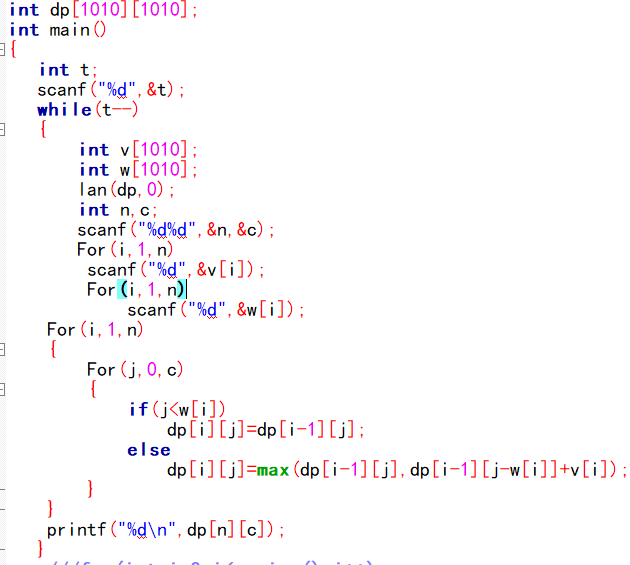 int dp[1010][1010];
int main()
{
int t;
scanf("%d",&t);
while(t--)
{
int v[1010];
int w[1010];
lan(dp,0);
int n,c;
scanf("%d%d",&n,&c);
For(i,1,n)
scanf("%d",&v[i]);
For(i,1,n)
scanf("%d",&w[i]);
For(i,1,n)
{
For(j,0,c)
{
if(j<w[i])
dp[i][j]=dp[i-1][j];
else
dp[i][j]=max(dp[i-1][j],dp[i-1][j-w[i]]+v[i]);
}
}
printf("%d\n",dp[n][c]);
}